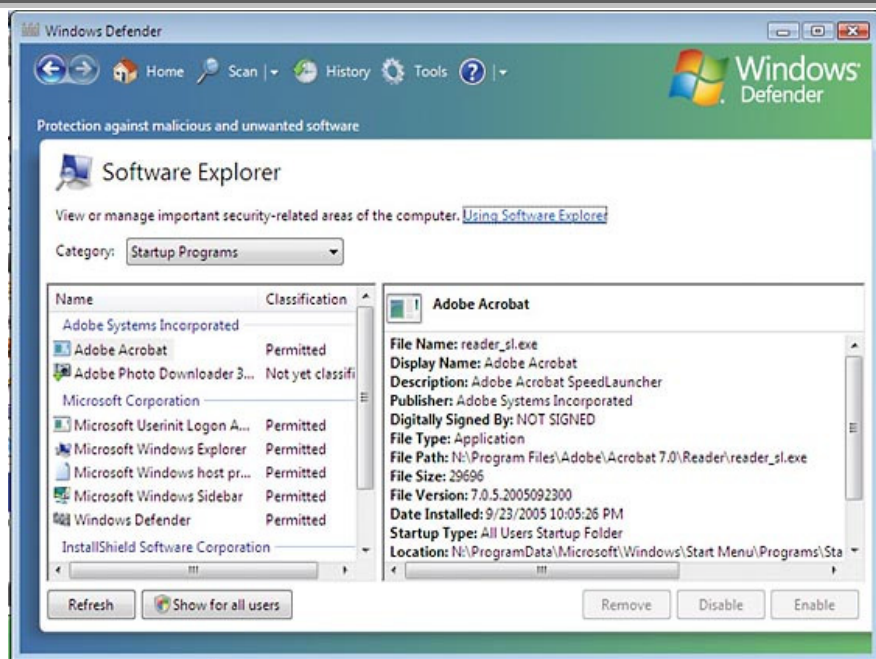 Windows Defender
Home Scan History Tools ?
Windows
Defender
Protection against malicious and unwanted software
Software Explorer
View or manage important security-related areas of the computer. Using Software Explorer
Category: Startup Programs
Name Classification
Adobe Systems Incorporated
Adobe Acrobat Permitted
Adobe Photo Downloader 3... Not yet classifi
Microsoft Corporation
Microsoft Userinit Logon A... Permitted
Microsoft Windows Explorer Permitted
Microsoft Windows host pr... Permitted
Microsoft Windows Sidebar Permitted
Windows Defender Permitted
InstallShield Software Corporation
Adobe Acrobat
File Name: reader_sl.exe
Display Name: Adobe Acrobat
Description: Adobe Acrobat SpeedLauncher
Publisher: Adobe Systems Incorporated
Digitally Signed By: NOT SIGNED
File Type: Application
File Path: N:\Program Files\Adobe\Acrobat 7.0\Reader\reader_sl.exe
File Size: 29696
File Version: 7.0.5.2005092300
Date Installed: 9/23/2005 10:05:26 PM
Startup Type: All Users Startup Folder
Location: N:\ProgramData\Microsoft\Windows\Start Menu\Programs\Sta
Refresh Show for all users Remove Disable Enable